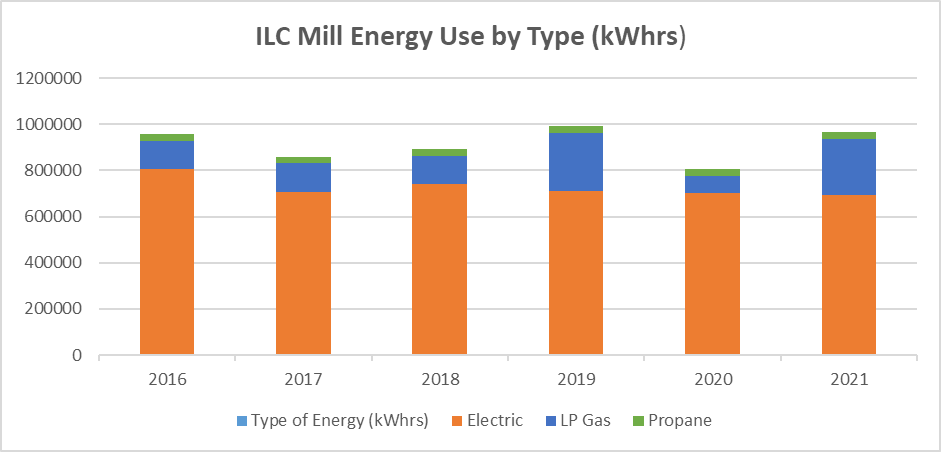 ILC Mill Energy Use by Type (kWhrs)
1200000
1000000
800000
600000
400000
200000
0
2016 2017 2018 2019 2020 2021
Type of Energy (kWhrs) Electric LP Gas Propane